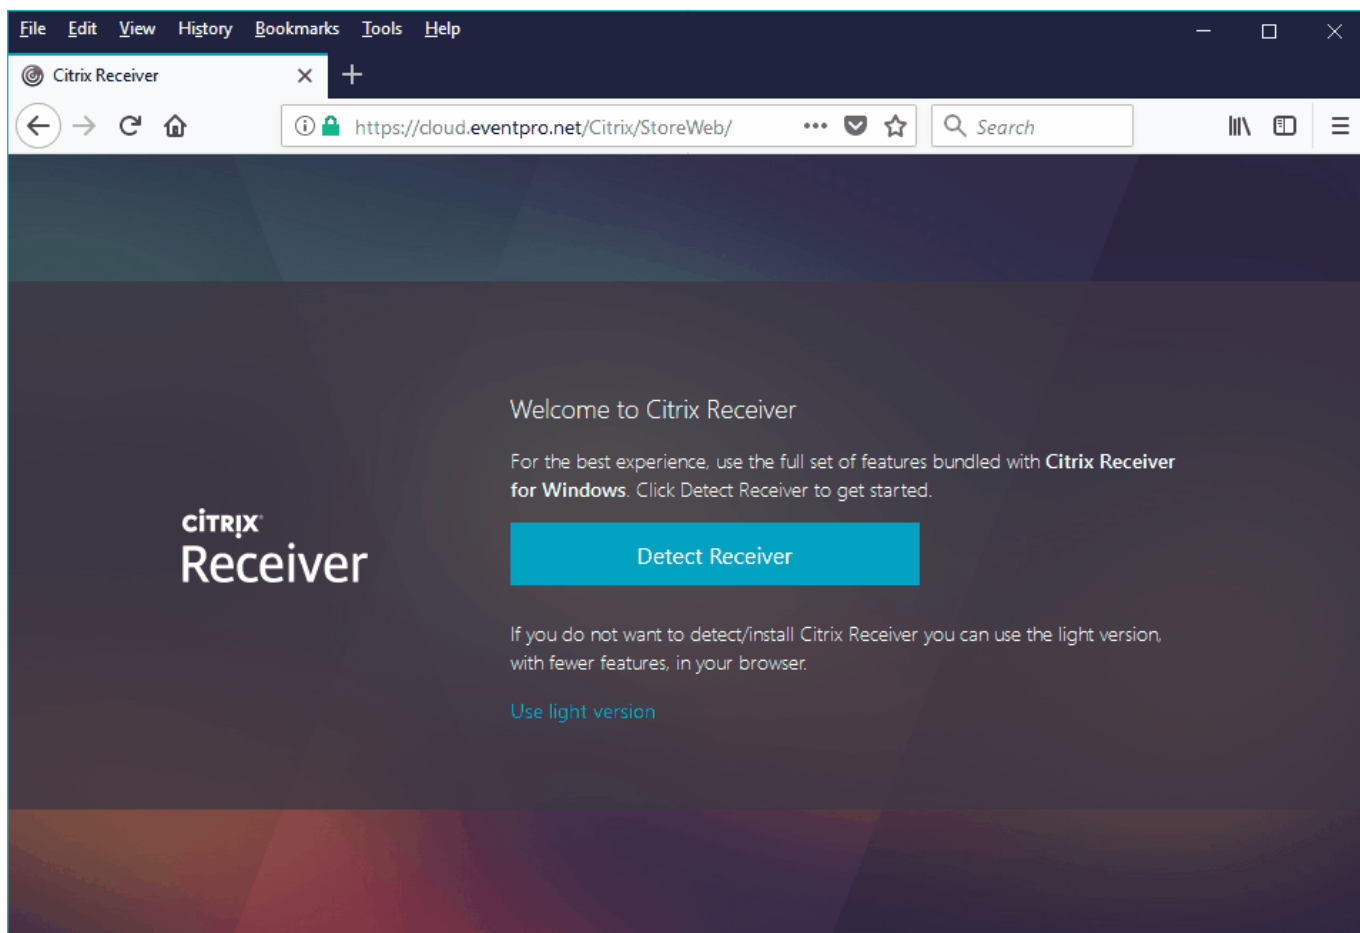 File Edit View History Bookmarks Tools Help
Citrix Receiver
https://cloud.eventpro.net/Citrix/StoreWeb/
Search
Welcome to Citrix Receiver
For the best experience, use the full set of features bundled with Citrix Receiver
for Windows. Click Detect Receiver to get started.
CITRIX
Receiver
Detect Receiver
If you do not want to detect/install Citrix Receiver you can use the light version,
with fewer features, in your browser.
Use light version